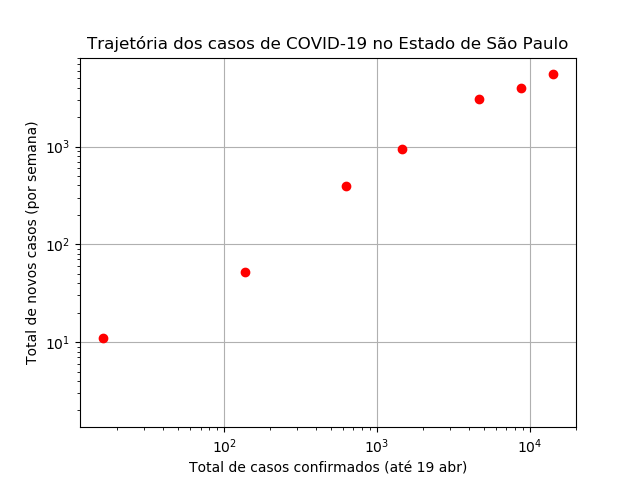 Trajetória dos casos de COVID-19 no Estado de São Paulo
Total de novos casos (por semana)
10³
10²
10¹
10² 10³ 10⁴
Total de casos confirmados (até 19 abr)